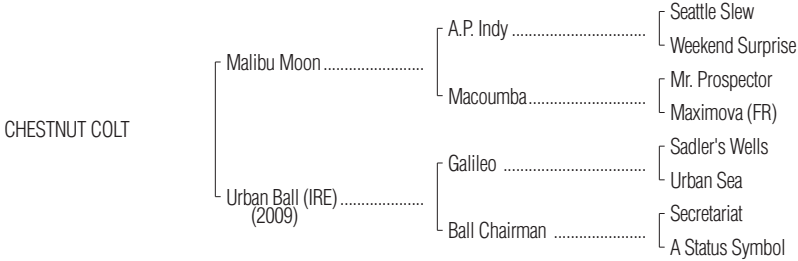 Seattle Slew
A.P. Indy ................................
Weekend Surprise
Malibu Moon ........................
Mr. Prospector
Macoumba ............................
Maximova (FR)
CHESTNUT COLT
Sadler's Wells
Galileo ..................................
Urban Sea
Urban Ball (IRE) ....................
(2009)
Secretariat
Ball Chairman ......................
A Status Symbol